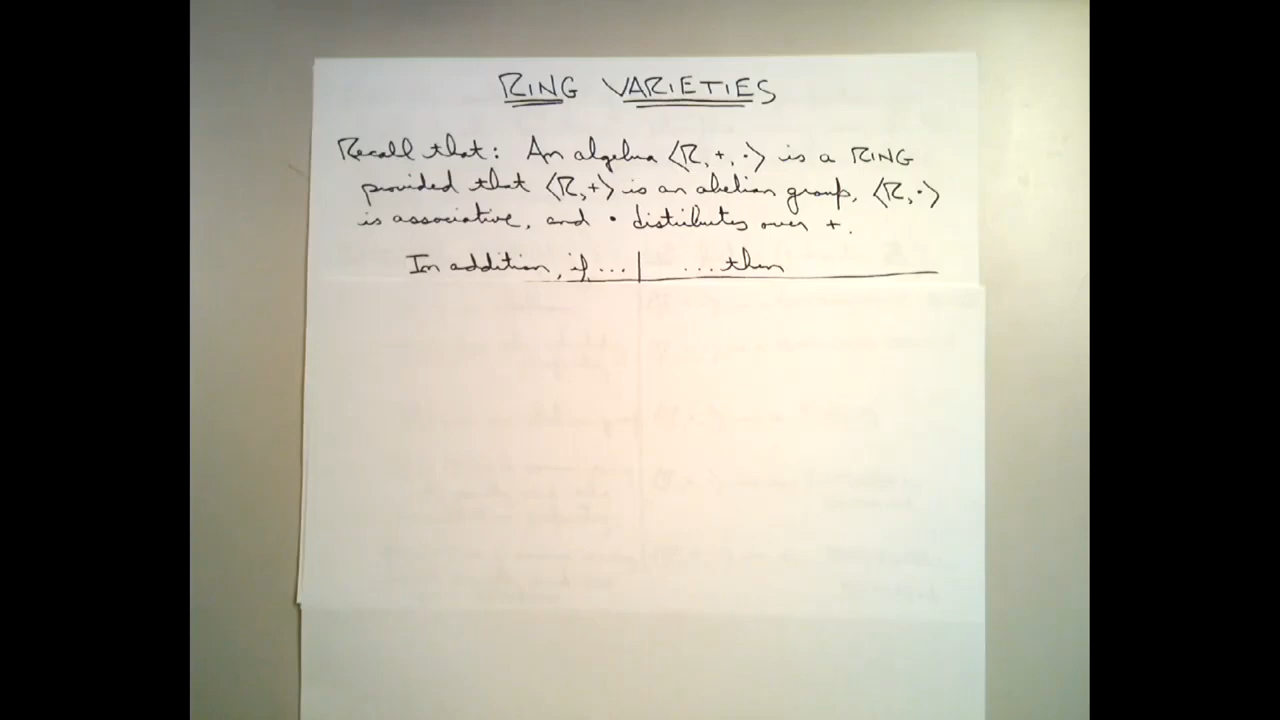 RING VARIETIES
Recall that: An algebra ⟨R, +, ·⟩ is a RING
provided that ⟨R, +⟩ is an abelian group, ⟨R, ·⟩
is associative, and · distributes over +.
In addition, if ... | ... then